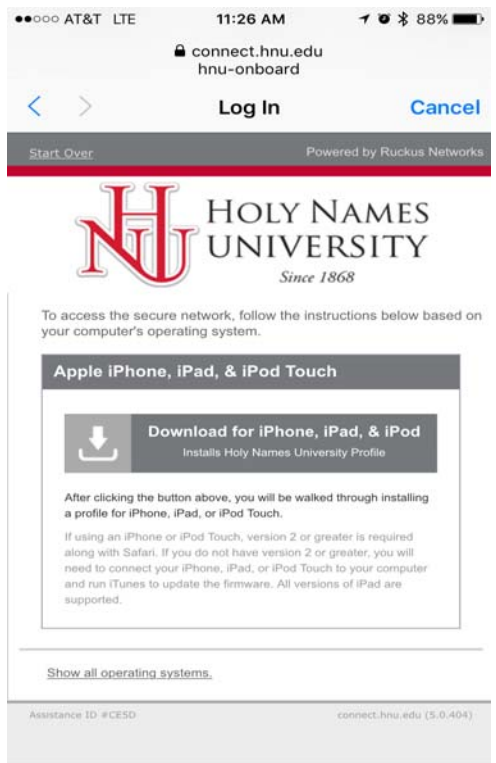 AT&T LTE 11:26 AM 88%
connect.hnu.edu
hnu-onboard
< > Log In Cancel
Start Over Powered by Ruckus Networks
HNU HOLY NAMES
UNIVERSITY
Since 1868
To access the secure network, follow the instructions below based on
your computer's operating system.
Apple iPhone, iPad, & iPod Touch
Download for iPhone, iPad, & iPod
Installs Holy Names University Profile
After clicking the button above, you will be walked through installing
a profile for iPhone, iPad, or iPod Touch.
If using an iPhone or iPod Touch, version 2 or greater is required
along with Safari. If you do not have version 2 or greater, you will
need to connect your iPhone, iPad, or iPod Touch to your computer
and run iTunes to update the firmware. All versions of iPad are
supported.
Show all operating systems.
Assistance ID #CE5D connect.hnu.edu (5.0.404)